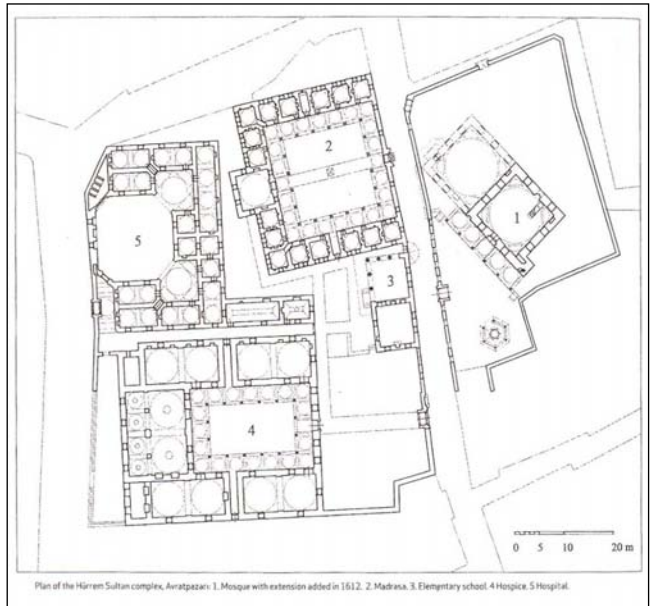 2
1
5
3
4
0 5 10 20 m
Plan of the Hürrem Sultan complex, Avratpazarı: 1. Mosque with extension added in 1612. 2. Madrasa. 3. Elementary school. 4 Hospice. 5 Hospital.